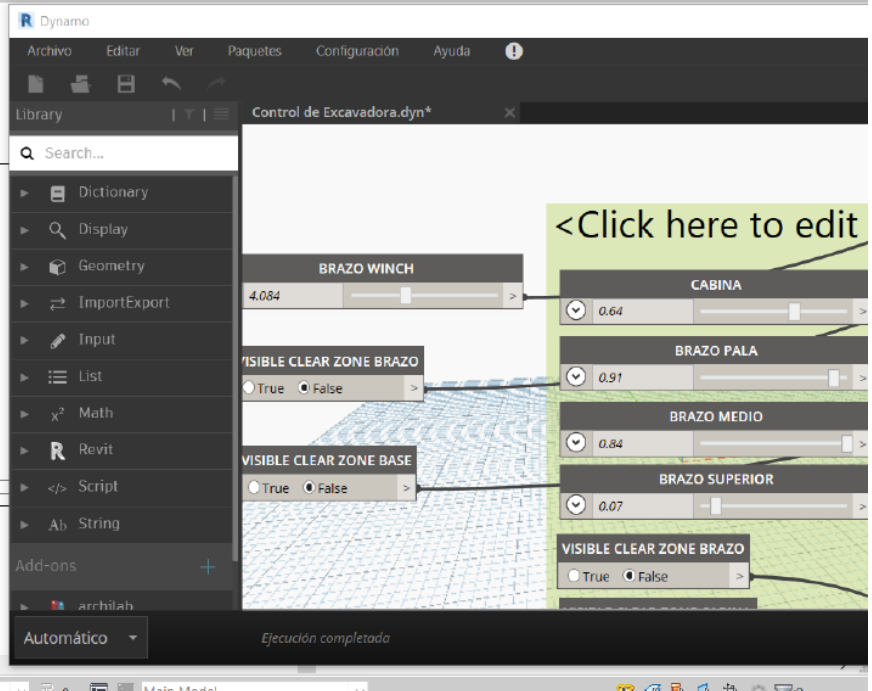 Dynamo
Archivo Editar Ver Paquetes Configuración Ayuda
Library
Control de Excavadora.dyn*
Search...
Dictionary
Display
Geometry
ImportExport
Input
List
Math
Revit
Script
String
Add-ons
archilab
<Click here to edit
BRAZO WINCH
4.084
VISIBLE CLEAR ZONE BRAZO
True False
VISIBLE CLEAR ZONE BASE
True False
CABINA
0.64
BRAZO PALA
0.91
BRAZO MEDIO
0.84
BRAZO SUPERIOR
0.07
VISIBLE CLEAR ZONE BRAZO
True False
Automático
Ejecución completada
Main Model